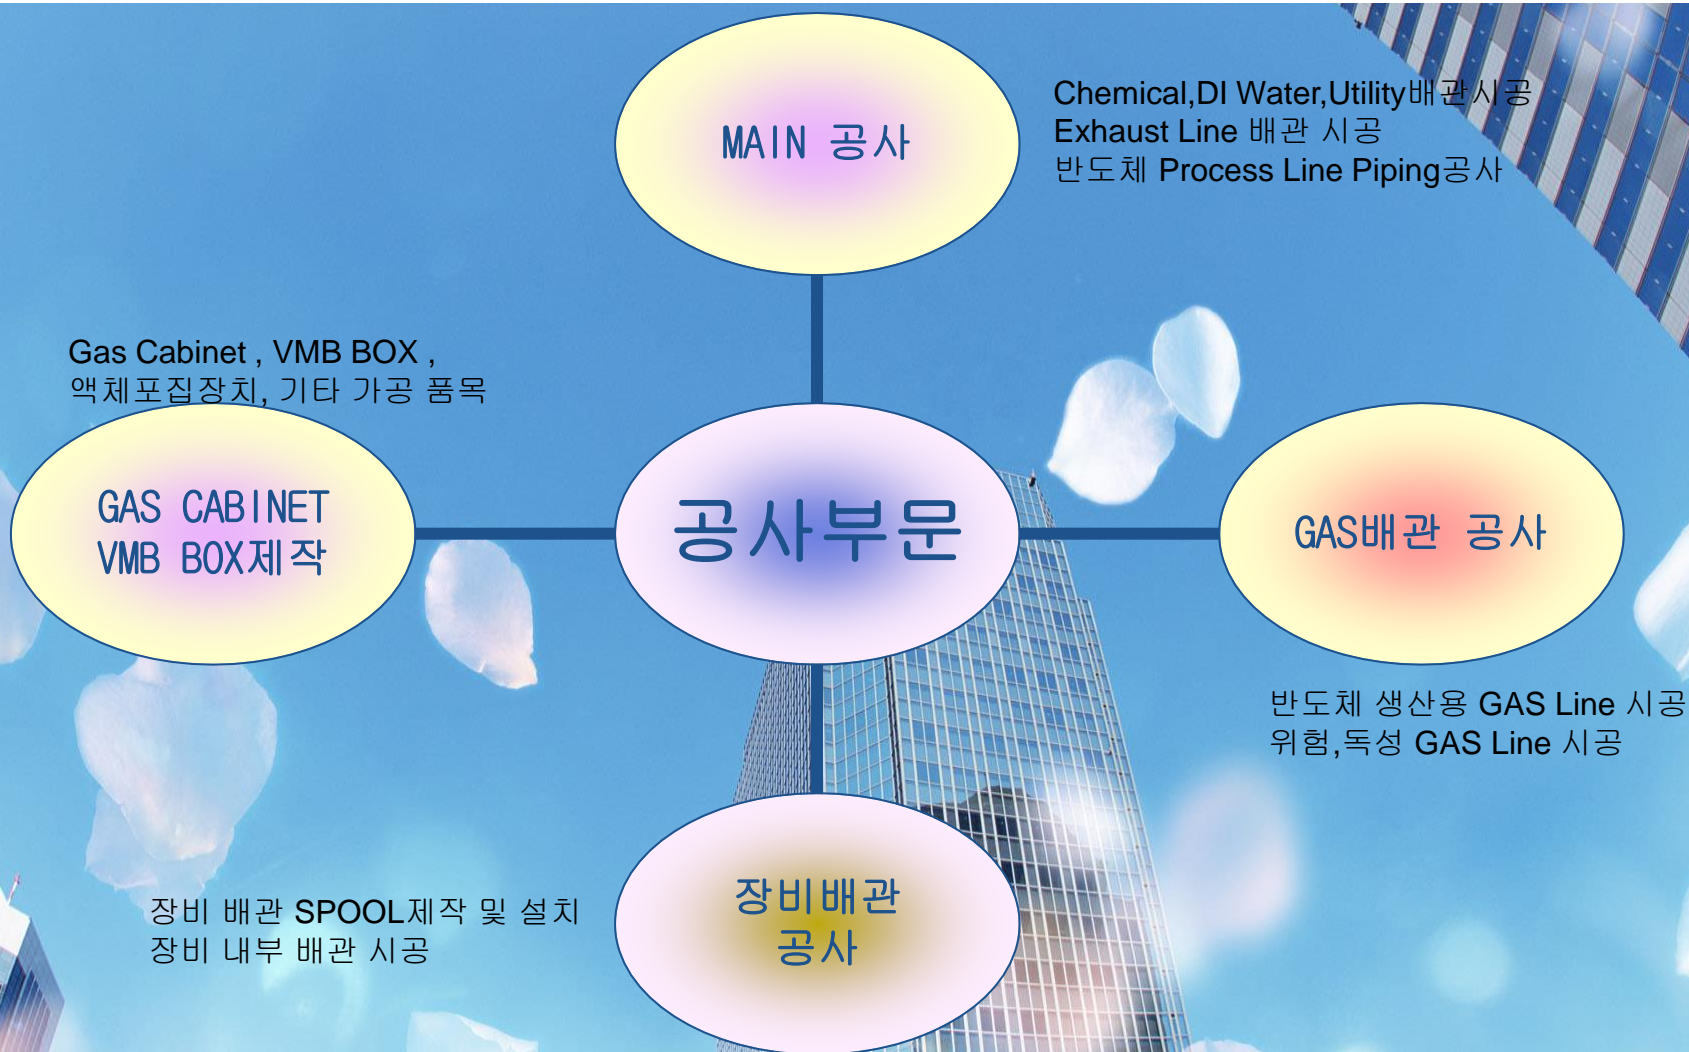 MAIN 공사
Chemical,DI Water,Utility배관시공
Exhaust Line 배관 시공
반도체 Process Line Piping공사
Gas Cabinet , VMB BOX ,
액체포집장치, 기타 가공 품목
GAS CABINET
VMB BOX제작
공사부문
GAS배관 공사
반도체 생산용 GAS Line 시공
위험,독성 GAS Line 시공
장비배관
공사
장비 배관 SPOOL제작 및 설치
장비 내부 배관 시공